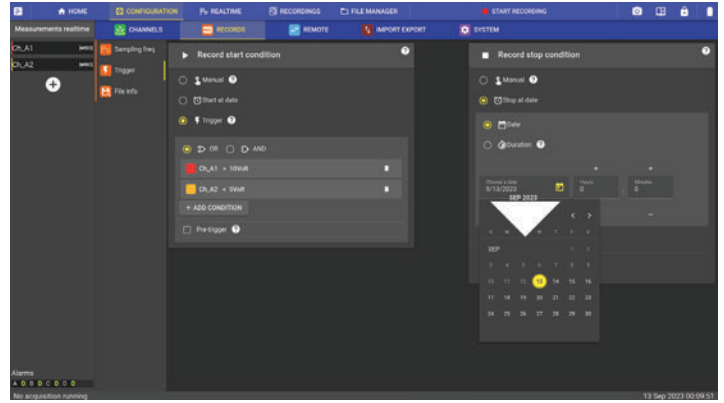 HOME CONFIGURATION REALTIME RECORDINGS FILE MANAGER START RECORDING
Measurements realtime CHANNELS RECORDS REMOTE IMPORT EXPORT SYSTEM
Ch_A1
Ch_A2
Sampling freq
Trigger
File info
Record start condition
Manual
Start at date
Trigger
OR AND
Ch_A1 > 10Volt
Ch_A2 < 5Volt
+ ADD CONDITION
Pre-trigger
Record stop condition
Manual
Stop at date
Date
Duration
Choose a date Hours Minutes
9/13/2023 0 : 0
SEP 2023
SEP 1 2
3 4 5 6 7 8 9
10 11 12 13 14 15 16
17 18 19 20 21 22 23
24 25 26 27 28 29 30
Alarms
A 0 B 0 C 0 D 0
No acquisition running 13 Sep 2023 00:09:51